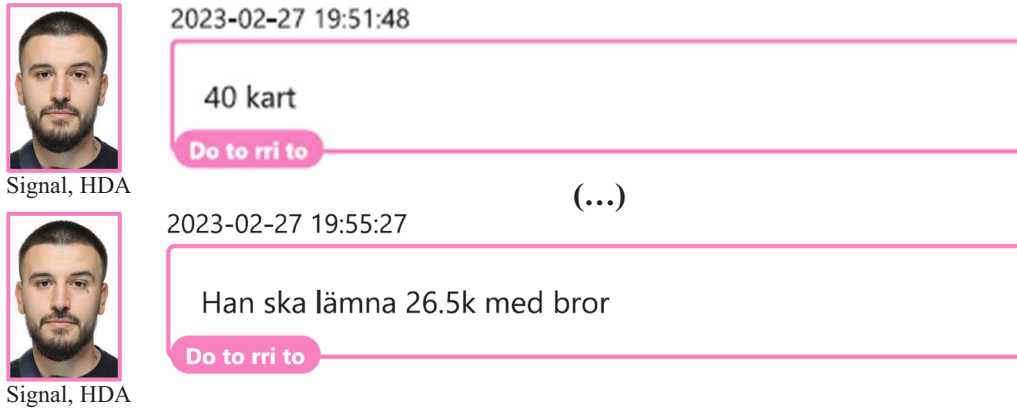 2023-02-27 19:51:48
40 kart
Do to rri to
Signal, HDA
(…)
2023-02-27 19:55:27
Han ska lämna 26.5k med bror
Do to rri to
Signal, HDA